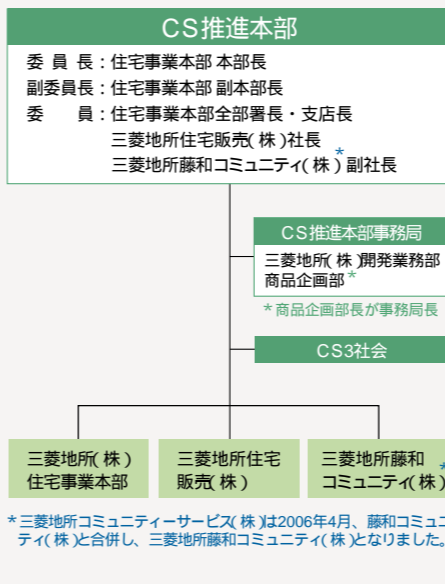 CS推進本部
委員長：住宅事業本部 本部長
副委員長：住宅事業本部 副本部長
委員：住宅事業本部全部署長・支店長
三菱地所住宅販売(株)社長
三菱地所藤和コミュニティ(株)*副社長
CS推進本部事務局
三菱地所(株)開発業務部
商品企画部*
*商品企画部長が事務局長
CS3社会
三菱地所(株)
住宅事業本部
三菱地所住宅
販売(株)
三菱地所藤和
コミュニティ(株)*
*三菱地所コミュニティーサービス(株)は2006年4月、藤和コミュニ
ティ(株)と合併し、三菱地所藤和コミュニティ(株)となりました。